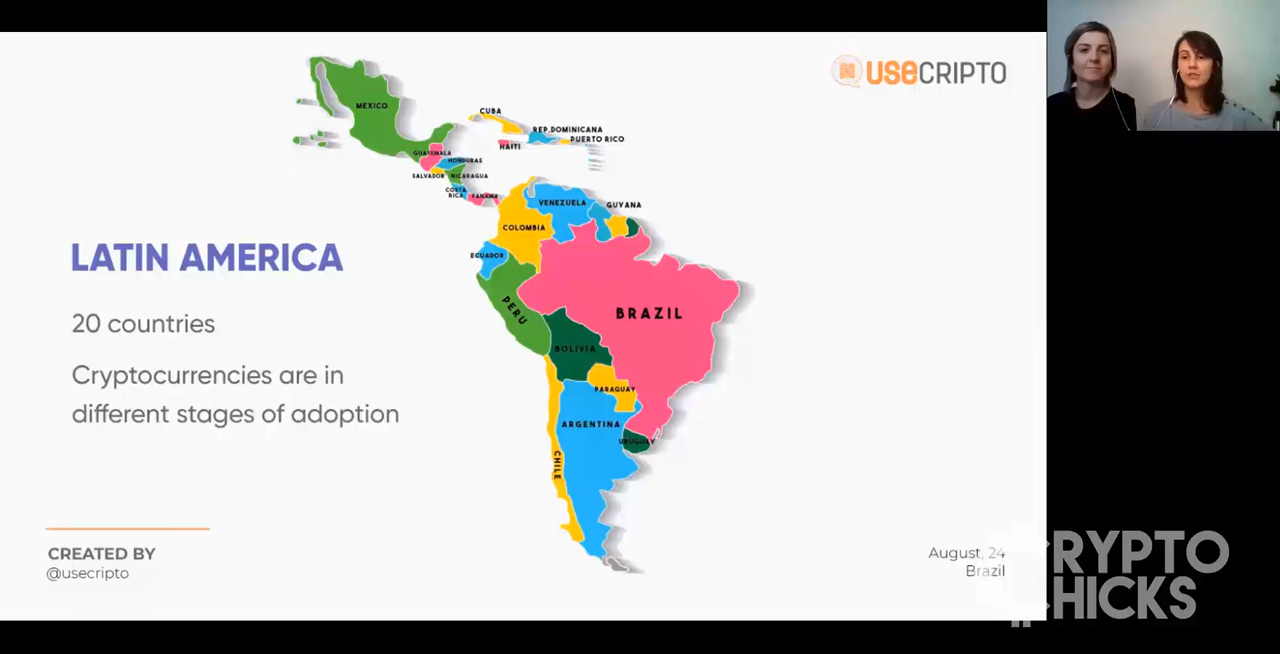 USECRIPTO
MEXICO
CUBA
REP.DOMINICANA
PUERTO RICO
HAITI
GUATEMALA
HONDURAS
SALVADOR
NICARAGUA
COSTA
RICA
PANAMA
VENEZUELA
GUYANA
COLOMBIA
ECUADOR
PERU
BRAZIL
BOLIVIA
PARAGUAY
ARGENTINA
URUGUAY
CHILE
LATIN AMERICA
20 countries
Cryptocurrencies are in
different stages of adoption
CREATED BY
@usecripto
August, 24
Brazil
CRYPTO
CHICKS